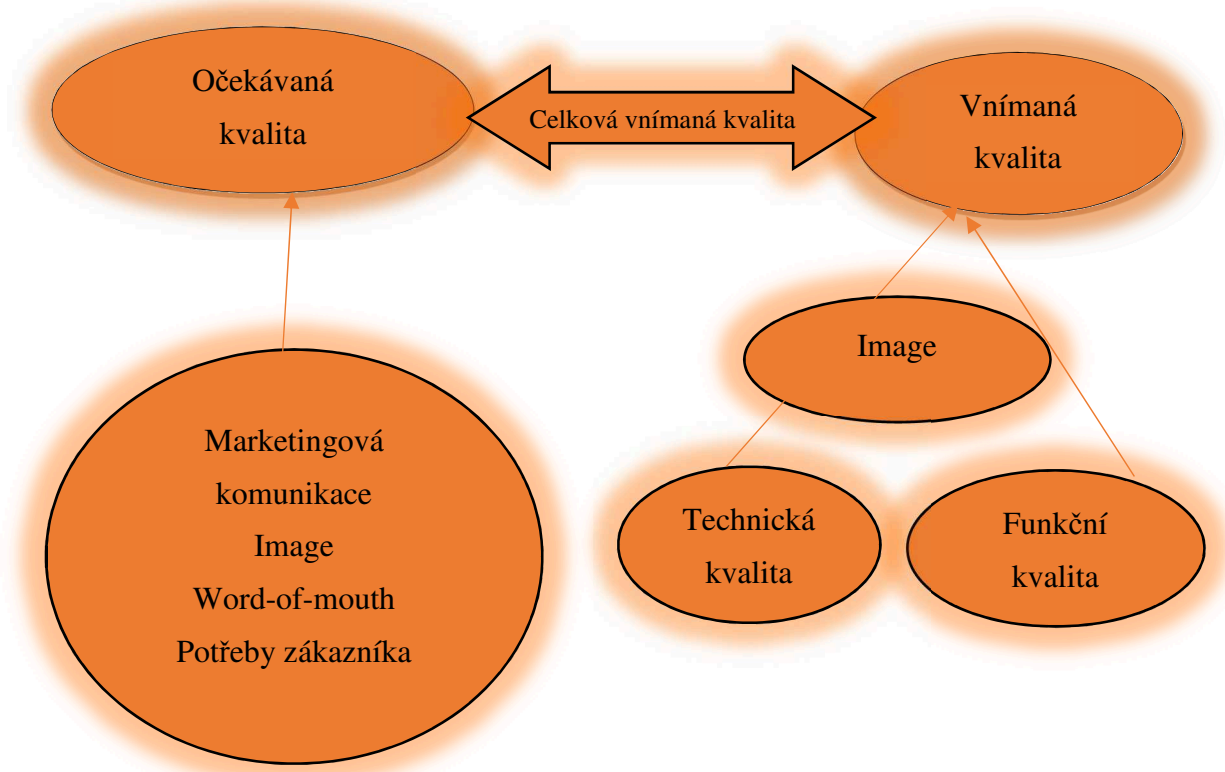 Očekávaná
kvalita
Celková vnímaná kvalita
Vnímaná
kvalita
Image
Marketingová
komunikace
Image
Word-of-mouth
Potřeby zákazníka
Technická
kvalita
Funkční
kvalita